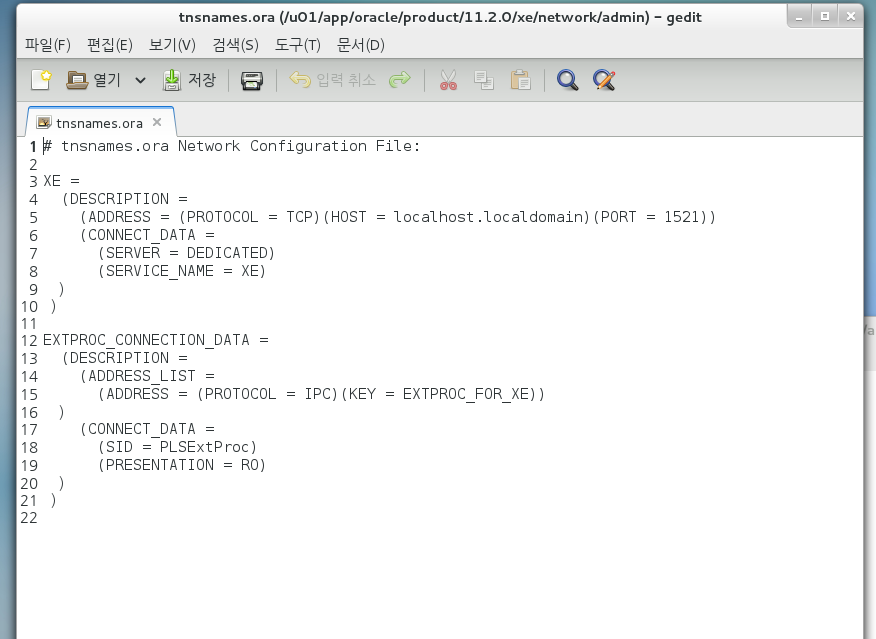 tnsnames.ora (/u01/app/oracle/product/11.2.0/xe/network/admin) - gedit
파일(F) 편집(E) 보기(V) 검색(S) 도구(T) 문서(D)
열기 저장 입력 취소
tnsnames.ora
1 # tnsnames.ora Network Configuration File:
2
3 XE =
4   (DESCRIPTION =
5     (ADDRESS = (PROTOCOL = TCP)(HOST = localhost.localdomain)(PORT = 1521))
6     (CONNECT_DATA =
7       (SERVER = DEDICATED)
8       (SERVICE_NAME = XE)
9   )
10  )
11
12 EXTPROC_CONNECTION_DATA =
13   (DESCRIPTION =
14     (ADDRESS_LIST =
15       (ADDRESS = (PROTOCOL = IPC)(KEY = EXTPROC_FOR_XE))
16   )
17     (CONNECT_DATA =
18       (SID = PLSExtProc)
19       (PRESENTATION = RO)
20   )
21  )
22